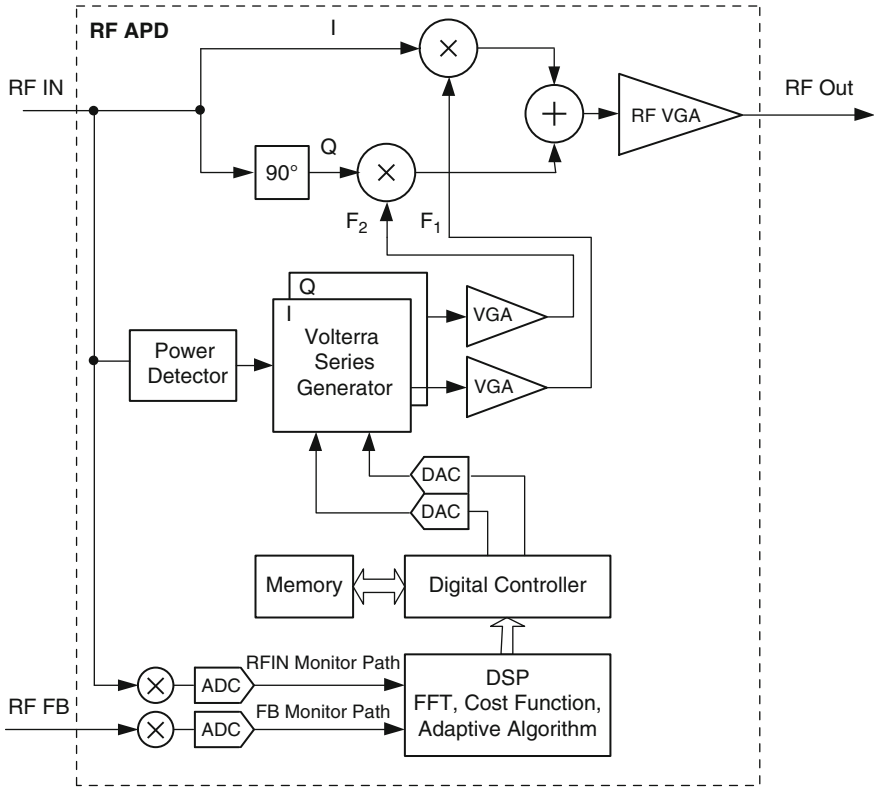 RF APD
I
RF IN
RF Out
RF VGA
Q
90°
F2
F1
Q
I
VGA
Volterra
Series
Generator
Power
Detector
VGA
DAC
DAC
Memory
Digital Controller
RFIN Monitor Path
ADC
DSP
FFT, Cost Function,
Adaptive Algorithm
RF FB
FB Monitor Path
ADC